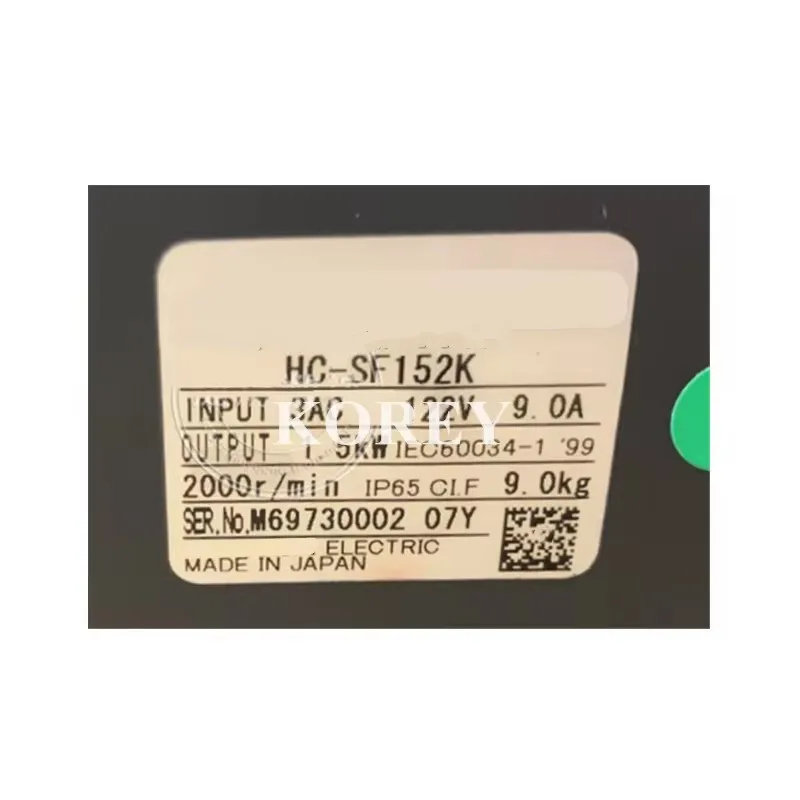 HC-SF152K
INPUT 3AC 122V 9.0A
OUTPUT 1.5KW IEC60034-1 '99
KOREY
2000r/min IP65 CI.F 9.0kg
SER.No.M69730002 07Y
ELECTRIC
MADE IN JAPAN